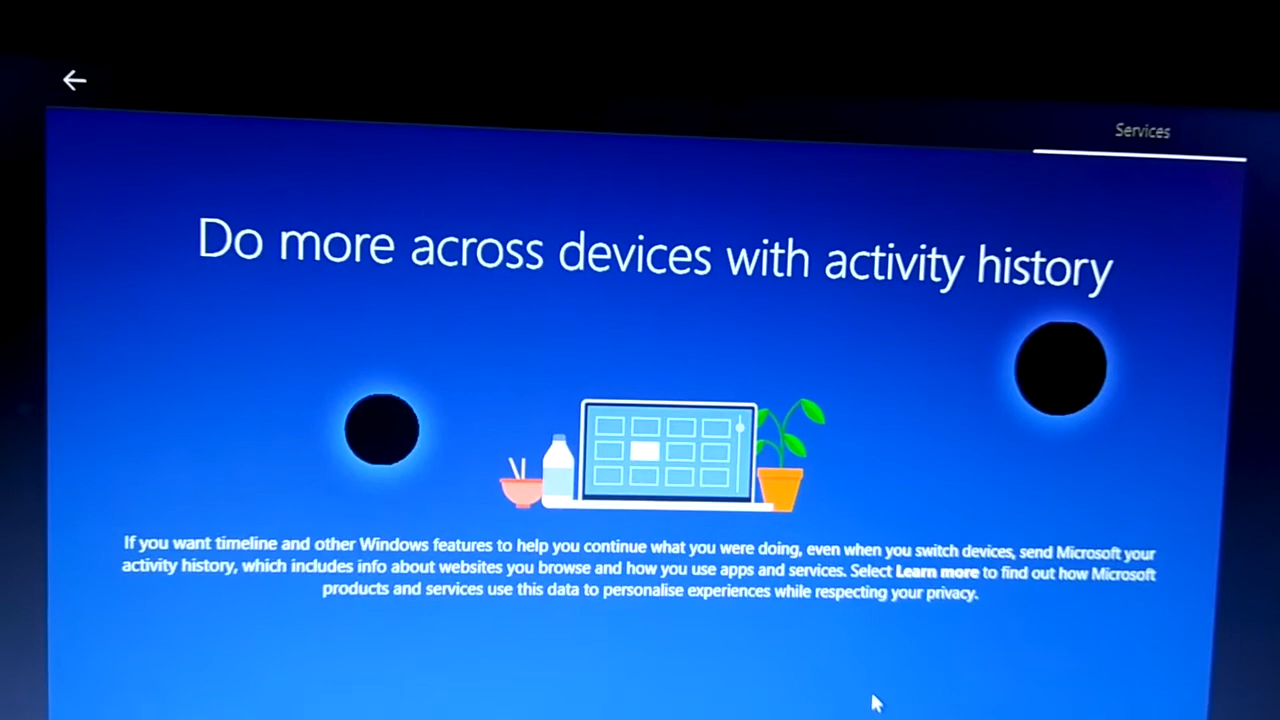 Services
Do more across devices with activity history
If you want timeline and other Windows features to help you continue what you were doing, even when you switch devices, send Microsoft your
activity history, which includes info about websites you browse and how you use apps and services. Select Learn more to find out how Microsoft
products and services use this data to personalise experiences while respecting your privacy.